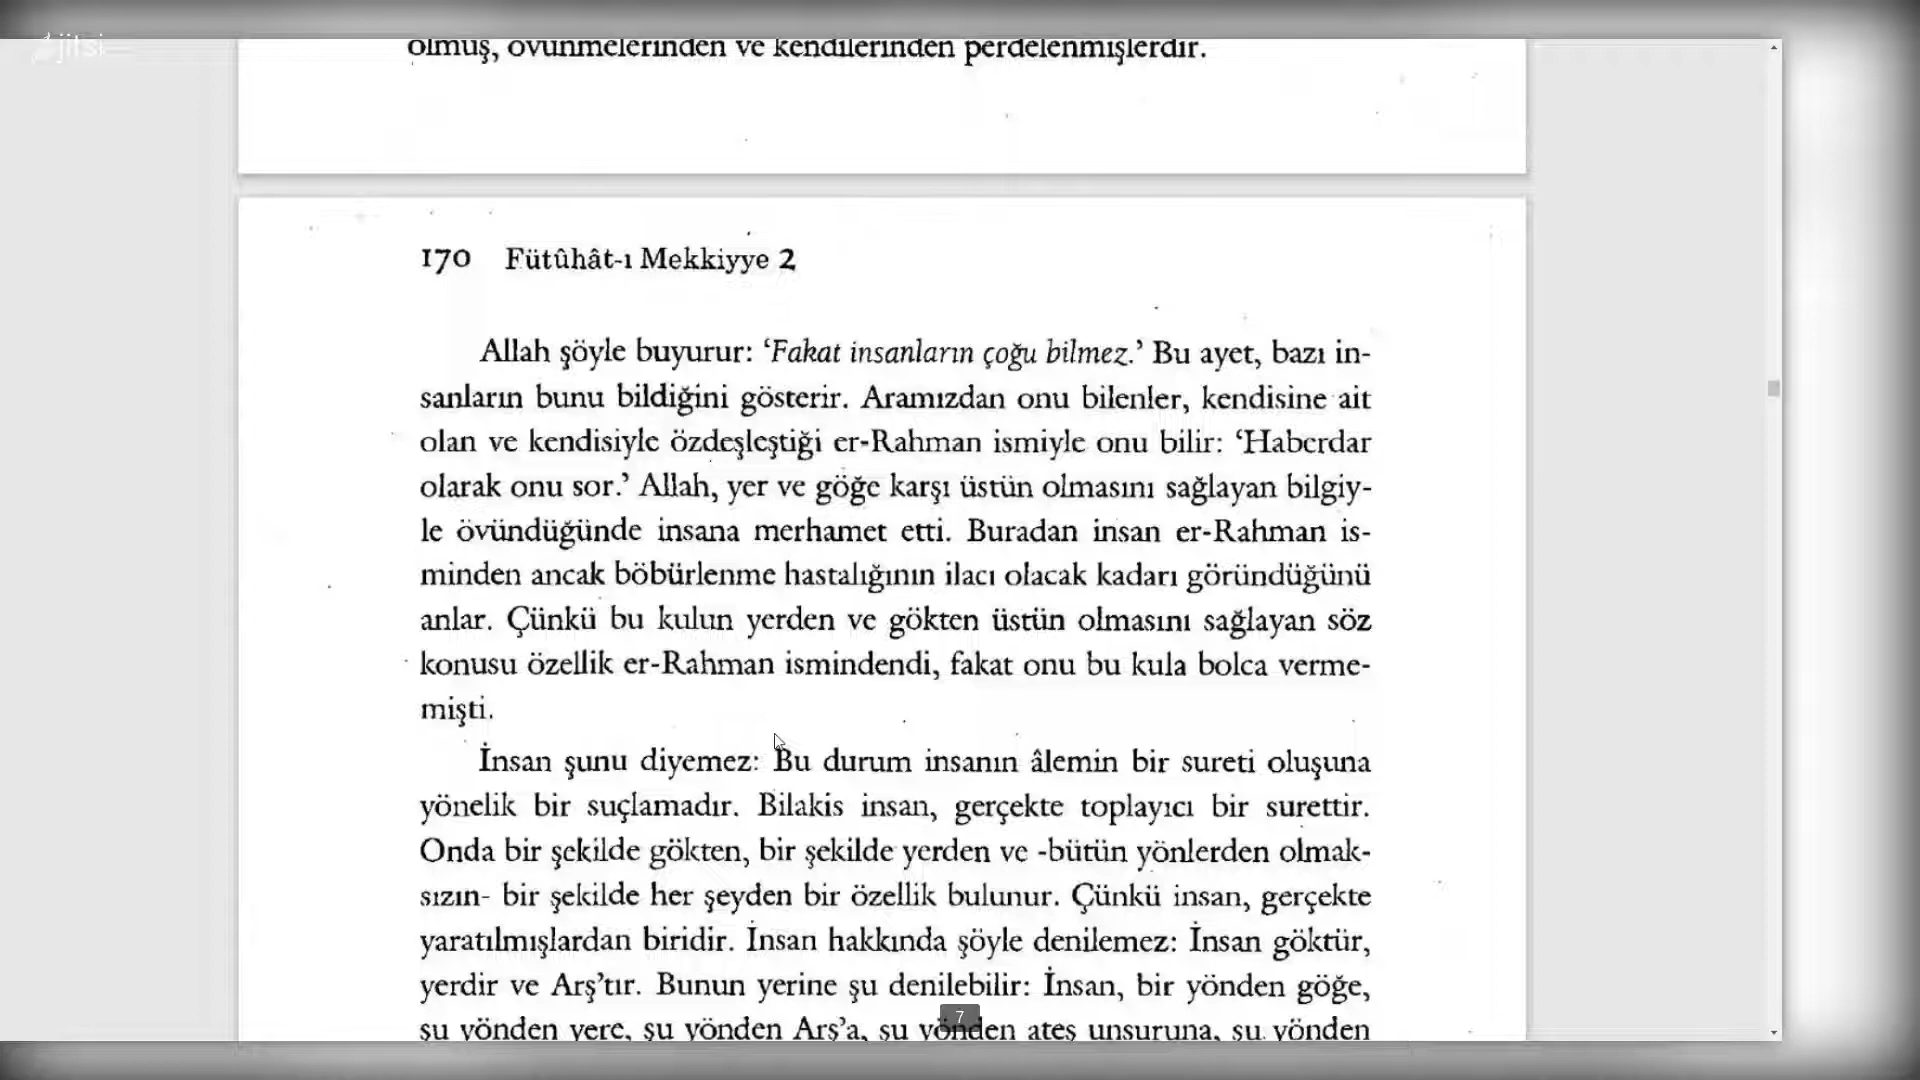 jitsi
olmuş, övünmelerinden ve kendilerinden perdelenmişlerdir.
170 Fütûhât-ı Mekkiyye 2
Allah şöyle buyurur: ‘Fakat insanların çoğu bilmez.’ Bu ayet, bazı in-
sanların bunu bildiğini gösterir. Aramızdan onu bilenler, kendisine ait
olan ve kendisiyle özdeşleştiği er-Rahman ismiyle onu bilir: ‘Haberdar
olarak onu sor.’ Allah, yer ve göğe karşı üstün olmasını sağlayan bilgiy-
le övündüğünde insana merhamet etti. Buradan insan er-Rahman is-
minden ancak böbürlenme hastalığının ilacı olacak kadarı göründüğünü
anlar. Çünkü bu kulun yerden ve gökten üstün olmasını sağlayan söz
konusu özellik er-Rahman ismindendi, fakat onu bu kula bolca verme-
mişti.
İnsan şunu diyemez: Bu durum insanın âlemin bir sureti oluşuna
yönelik bir suçlamadır. Bilakis insan, gerçekte toplayıcı bir surettir.
Onda bir şekilde gökten, bir şekilde yerden ve -bütün yönlerden olmak-
sızın- bir şekilde her şeyden bir özellik bulunur. Çünkü insan, gerçekte
yaratılmışlardan biridir. İnsan hakkında şöyle denilemez: İnsan göktür,
yerdir ve Arş’tır. Bunun yerine şu denilebilir: İnsan, bir yönden göğe,
şu yönden yere, şu yönden Arş’a, şu yönden ateş unsuruna, şu yönden
7